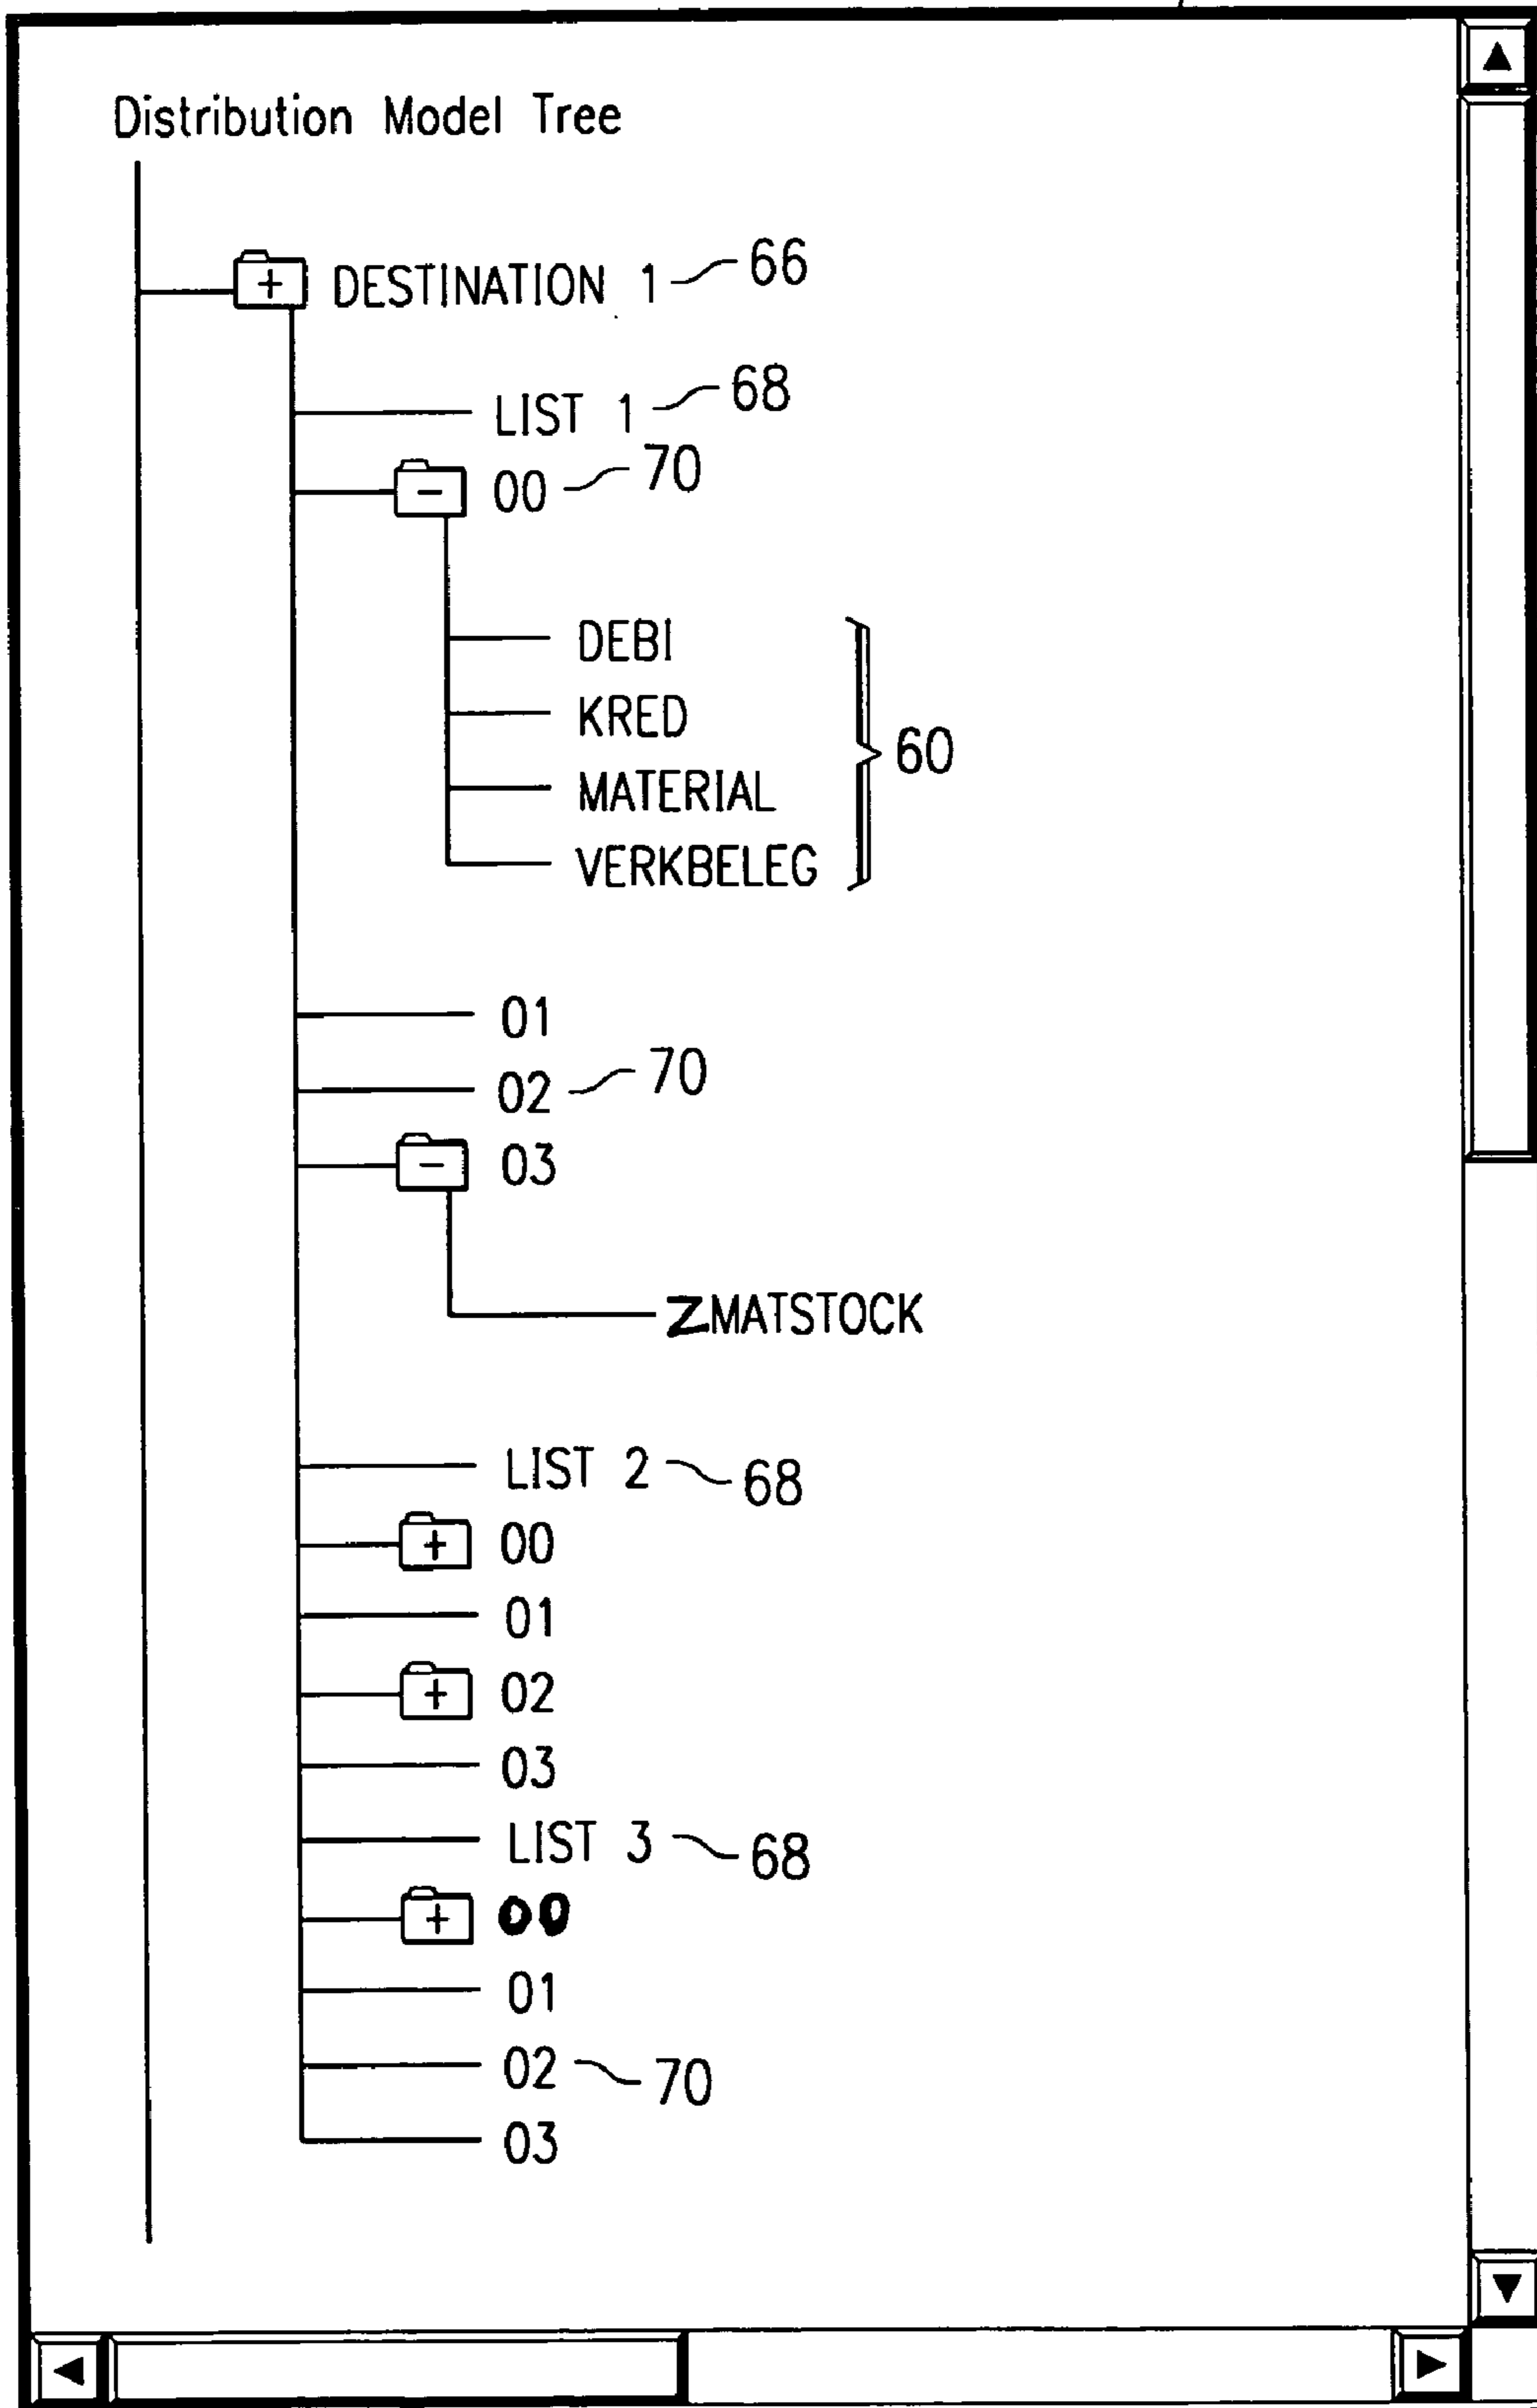 Distribution Model Tree
+ DESTINATION 1 66
LIST 1 68
- 00 70
DEBI
KRED
MATERIAL
VERKBELEG
60
01
02 70
- 03
ZMATSTOCK
LIST 2 68
+ 00
01
+ 02
03
LIST 3 68
+ 00
01
02 70
03